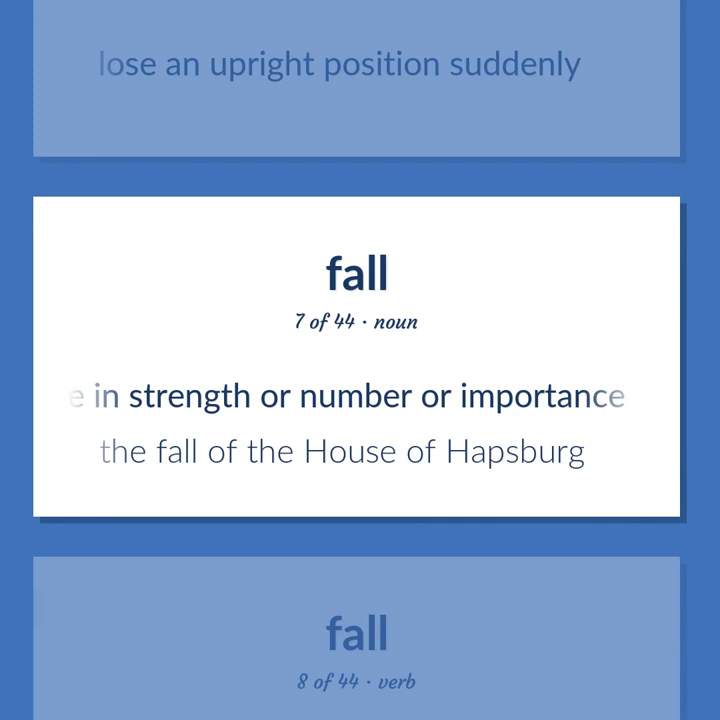 lose an upright position suddenly
fall
7 of 44 · noun
e in strength or number or importance
the fall of the House of Hapsburg
fall
8 of 44 · verb